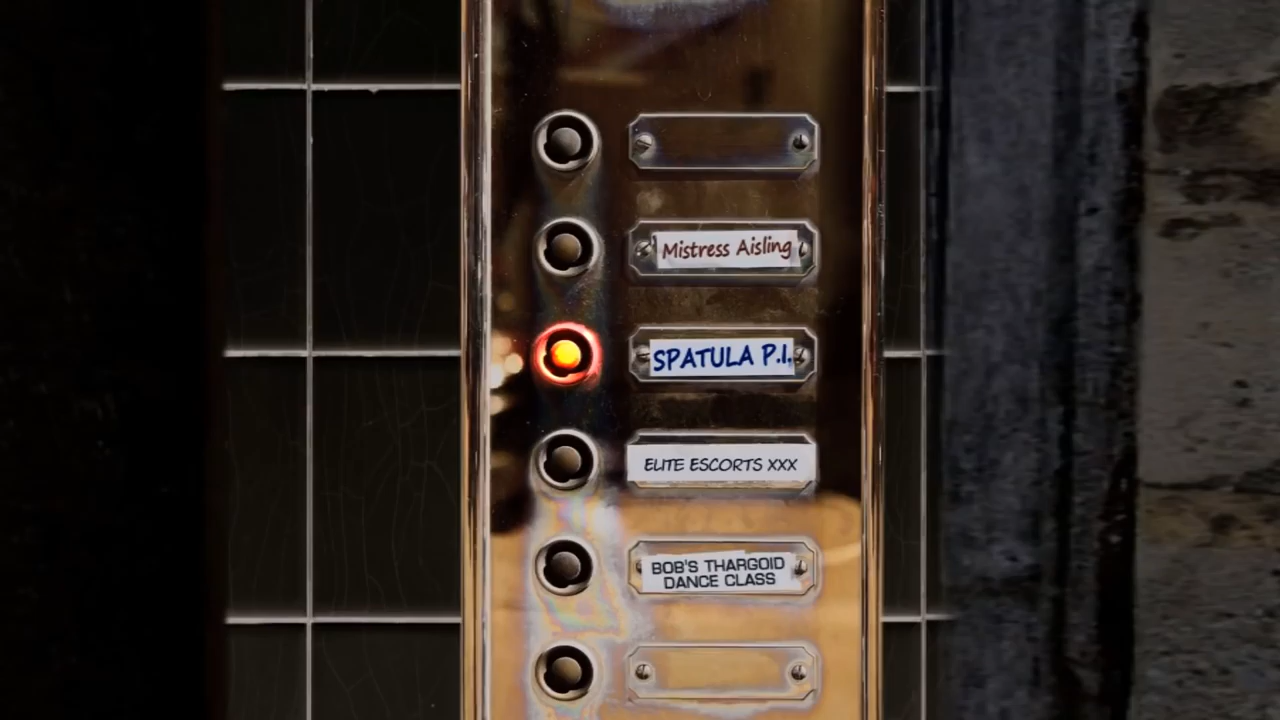 Mistress Aisling
SPATULA P.I.
ELITE ESCORTS XXX
BOB'S THARGOID
DANCE CLASS